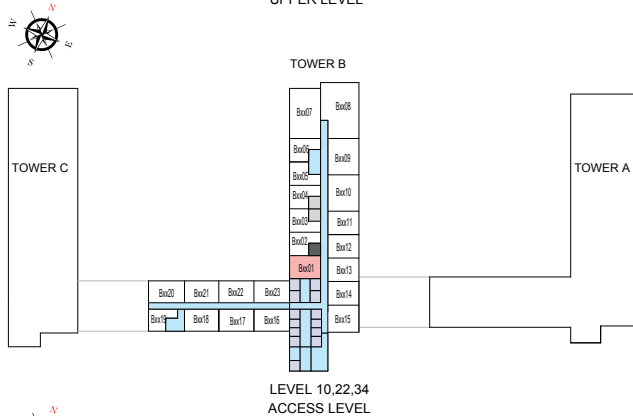 UPPER LEVEL
N
W
E
S
TOWER B
Bxx07
Bxx08
Bxx06
Bxx09
TOWER C
TOWER A
Bxx05
Bxx04
Bxx10
Bxx03
Bxx11
Bxx02
Bxx12
Bxx01
Bxx13
Bxx20
Bxx21
Bxx22
Bxx23
Bxx14
Bxx19
Bxx18
Bxx17
Bxx16
Bxx15
LEVEL 10,22,34
ACCESS LEVEL
N